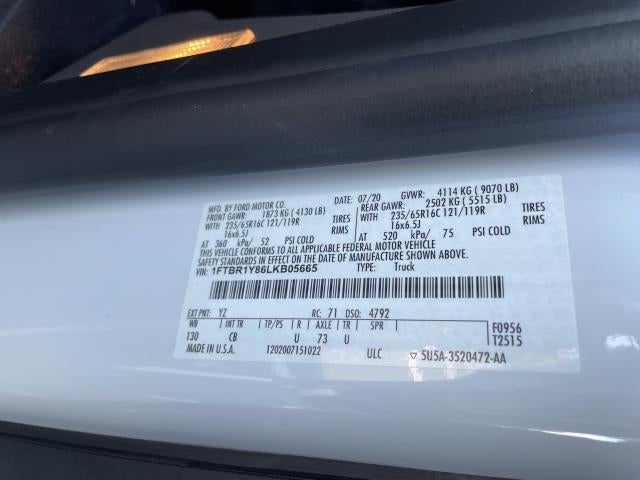 MFD. BY FORD MOTOR CO. 07/20 GVWR: 4114 KG ( 9070 LB)
FRONT GAWR: 1873 KG ( 4130 LB) REAR GAWR: 2502 KG ( 5515 LB)
WITH 235/65R16C 121/119R TIRES WITH 235/65R16C 121/119R TIRES
16x6.5J RIMS 16x6.5J RIMS
AT 360 kPa/ 52 PSI COLD AT 520 kPa/ 75 PSI COLD
THIS VEHICLE CONFORMS TO ALL APPLICABLE FEDERAL MOTOR VEHICLE
SAFETY STANDARDS IN EFFECT ON THE DATE OF MANUFACTURE SHOWN ABOVE.
VIN: 1FTBR1Y86LKB05665 TYPE: Truck
EXT PNT: YZ RC: 71 DSO: 4792
WB INT TR TP/PS R AXLE TR SPR F0956
130 CB U 73 U T2515
MADE IN U.S.A. 1202007151022 ULC ▽ 5U5A-3520472-AA